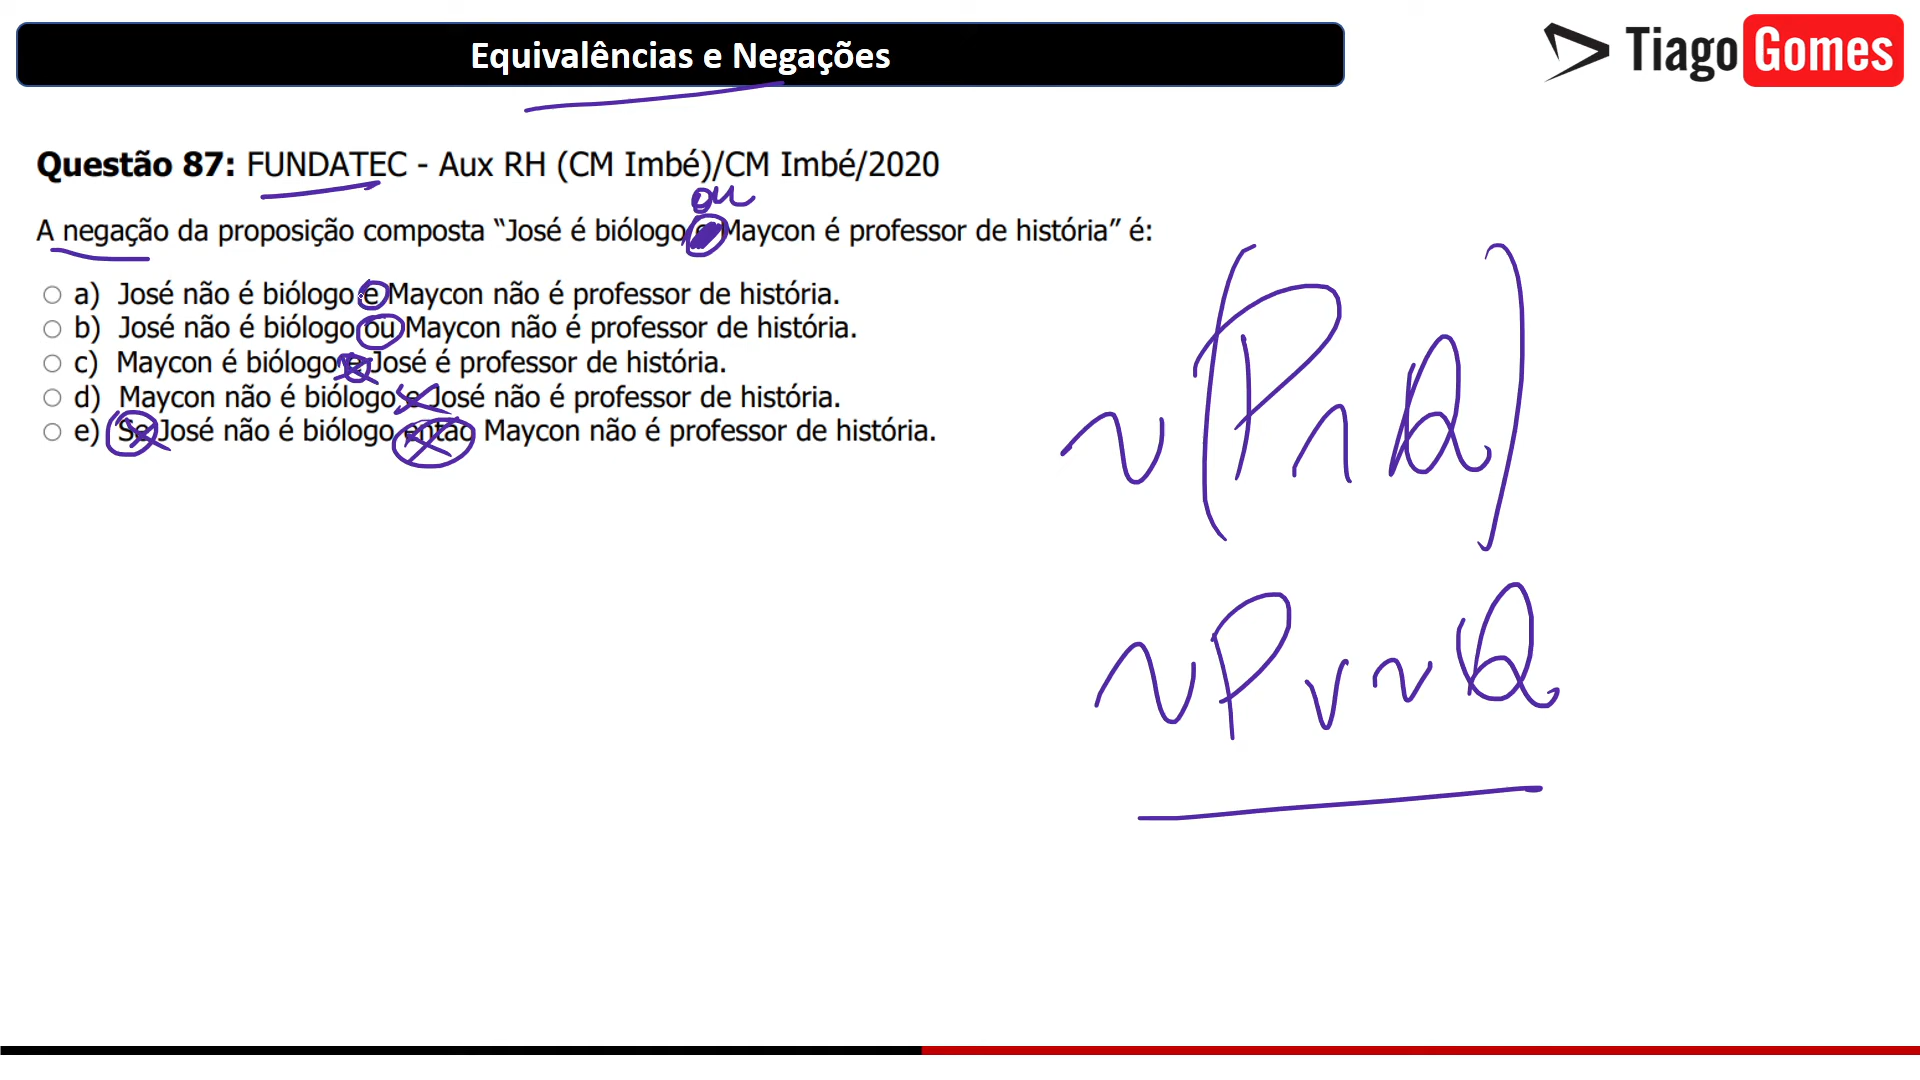 Equivalências e Negações
Tiago Gomes
Questão 87: FUNDATEC - Aux RH (CM Imbé)/CM Imbé/2020
ou
A negação da proposição composta “José é biólogo e Maycon é professor de história” é:
a) José não é biólogo e Maycon não é professor de história.
b) José não é biólogo ou Maycon não é professor de história.
c) Maycon é biólogo e José é professor de história.
d) Maycon não é biólogo e José não é professor de história.
e) Se José não é biólogo então Maycon não é professor de história.
~(P∧Q)
~P∨~Q